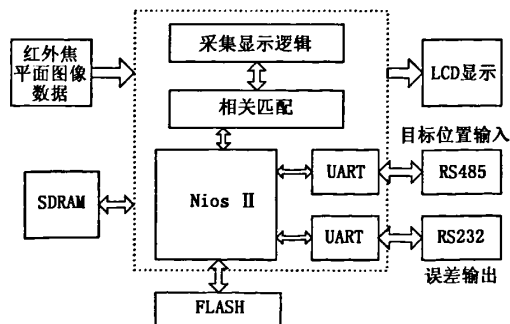 红外焦
平面图像
数据
采集显示逻辑
相关匹配
LCD显示
目标位置输入
SDRAM
Nios II
UART
RS485
UART
RS232
误差输出
FLASH